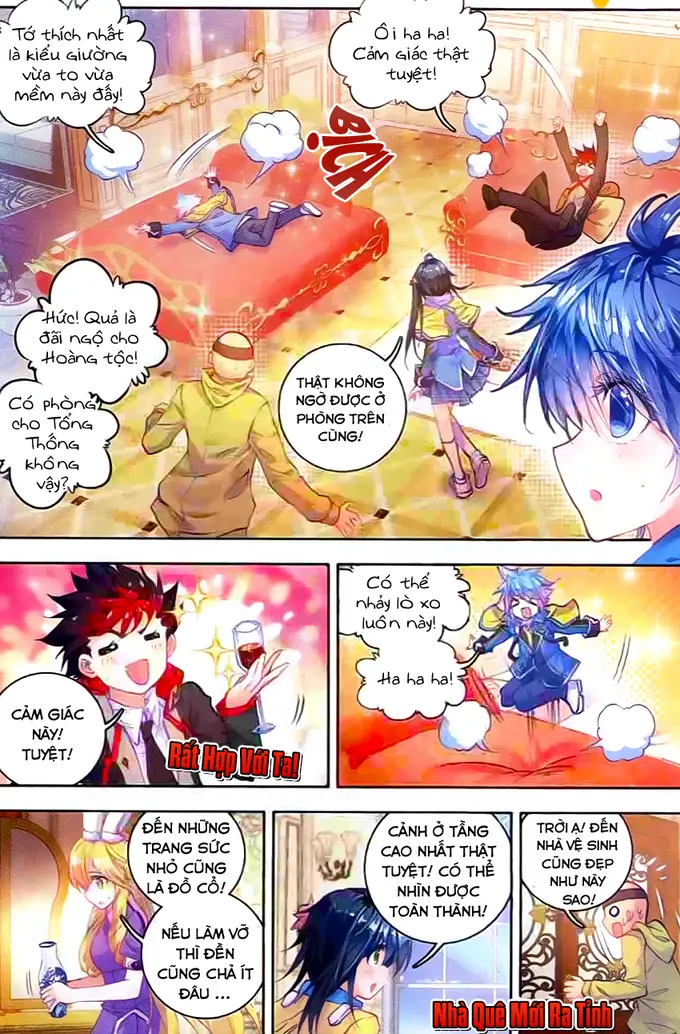 Tớ thích nhất
là kiểu giường
vừa to vừa
mềm này đấy!
Ôi ha ha!
Cảm giác thật
tuyệt!
BỊCH
Hức! Quả là
đãi ngộ cho
Hoàng tộc!
Có phòng
cho Tổng
Thống
không
vậy?
THẬT KHÔNG
NGỜ ĐƯỢC Ở
PHÒNG TRÊN
CÙNG!
CẢM GIÁC
NÀY!
TUYỆT!
Rất Hợp Với Ta!
Có thể
nhảy lò xo
luôn này!
Ha ha ha!
ĐẾN NHỮNG
TRANG SỨC
NHỎ CŨNG
LÀ ĐỒ CỔ!
NẾU LÀM VỠ
THÌ ĐỀN
CŨNG CHẢ ÍT
ĐÂU ...
CẢNH Ở TẦNG
CAO NHẤT THẬT
TUYỆT! CÓ THỂ
NHÌN ĐƯỢC
TOÀN THÀNH!
TRỜI Ạ! ĐẾN
NHÀ VỆ SINH
CŨNG ĐẸP
NHƯ NÀY
SAO!
Nhà Quê Mới Ra Tỉnh